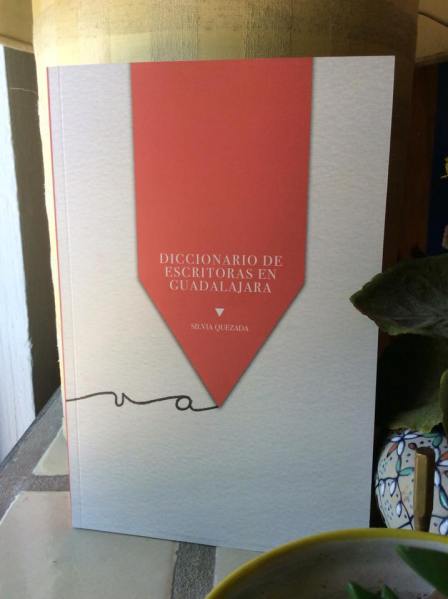 DICCIONARIO DE
ESCRITORAS EN
GUADALAJARA
SILVIA QUEZADA